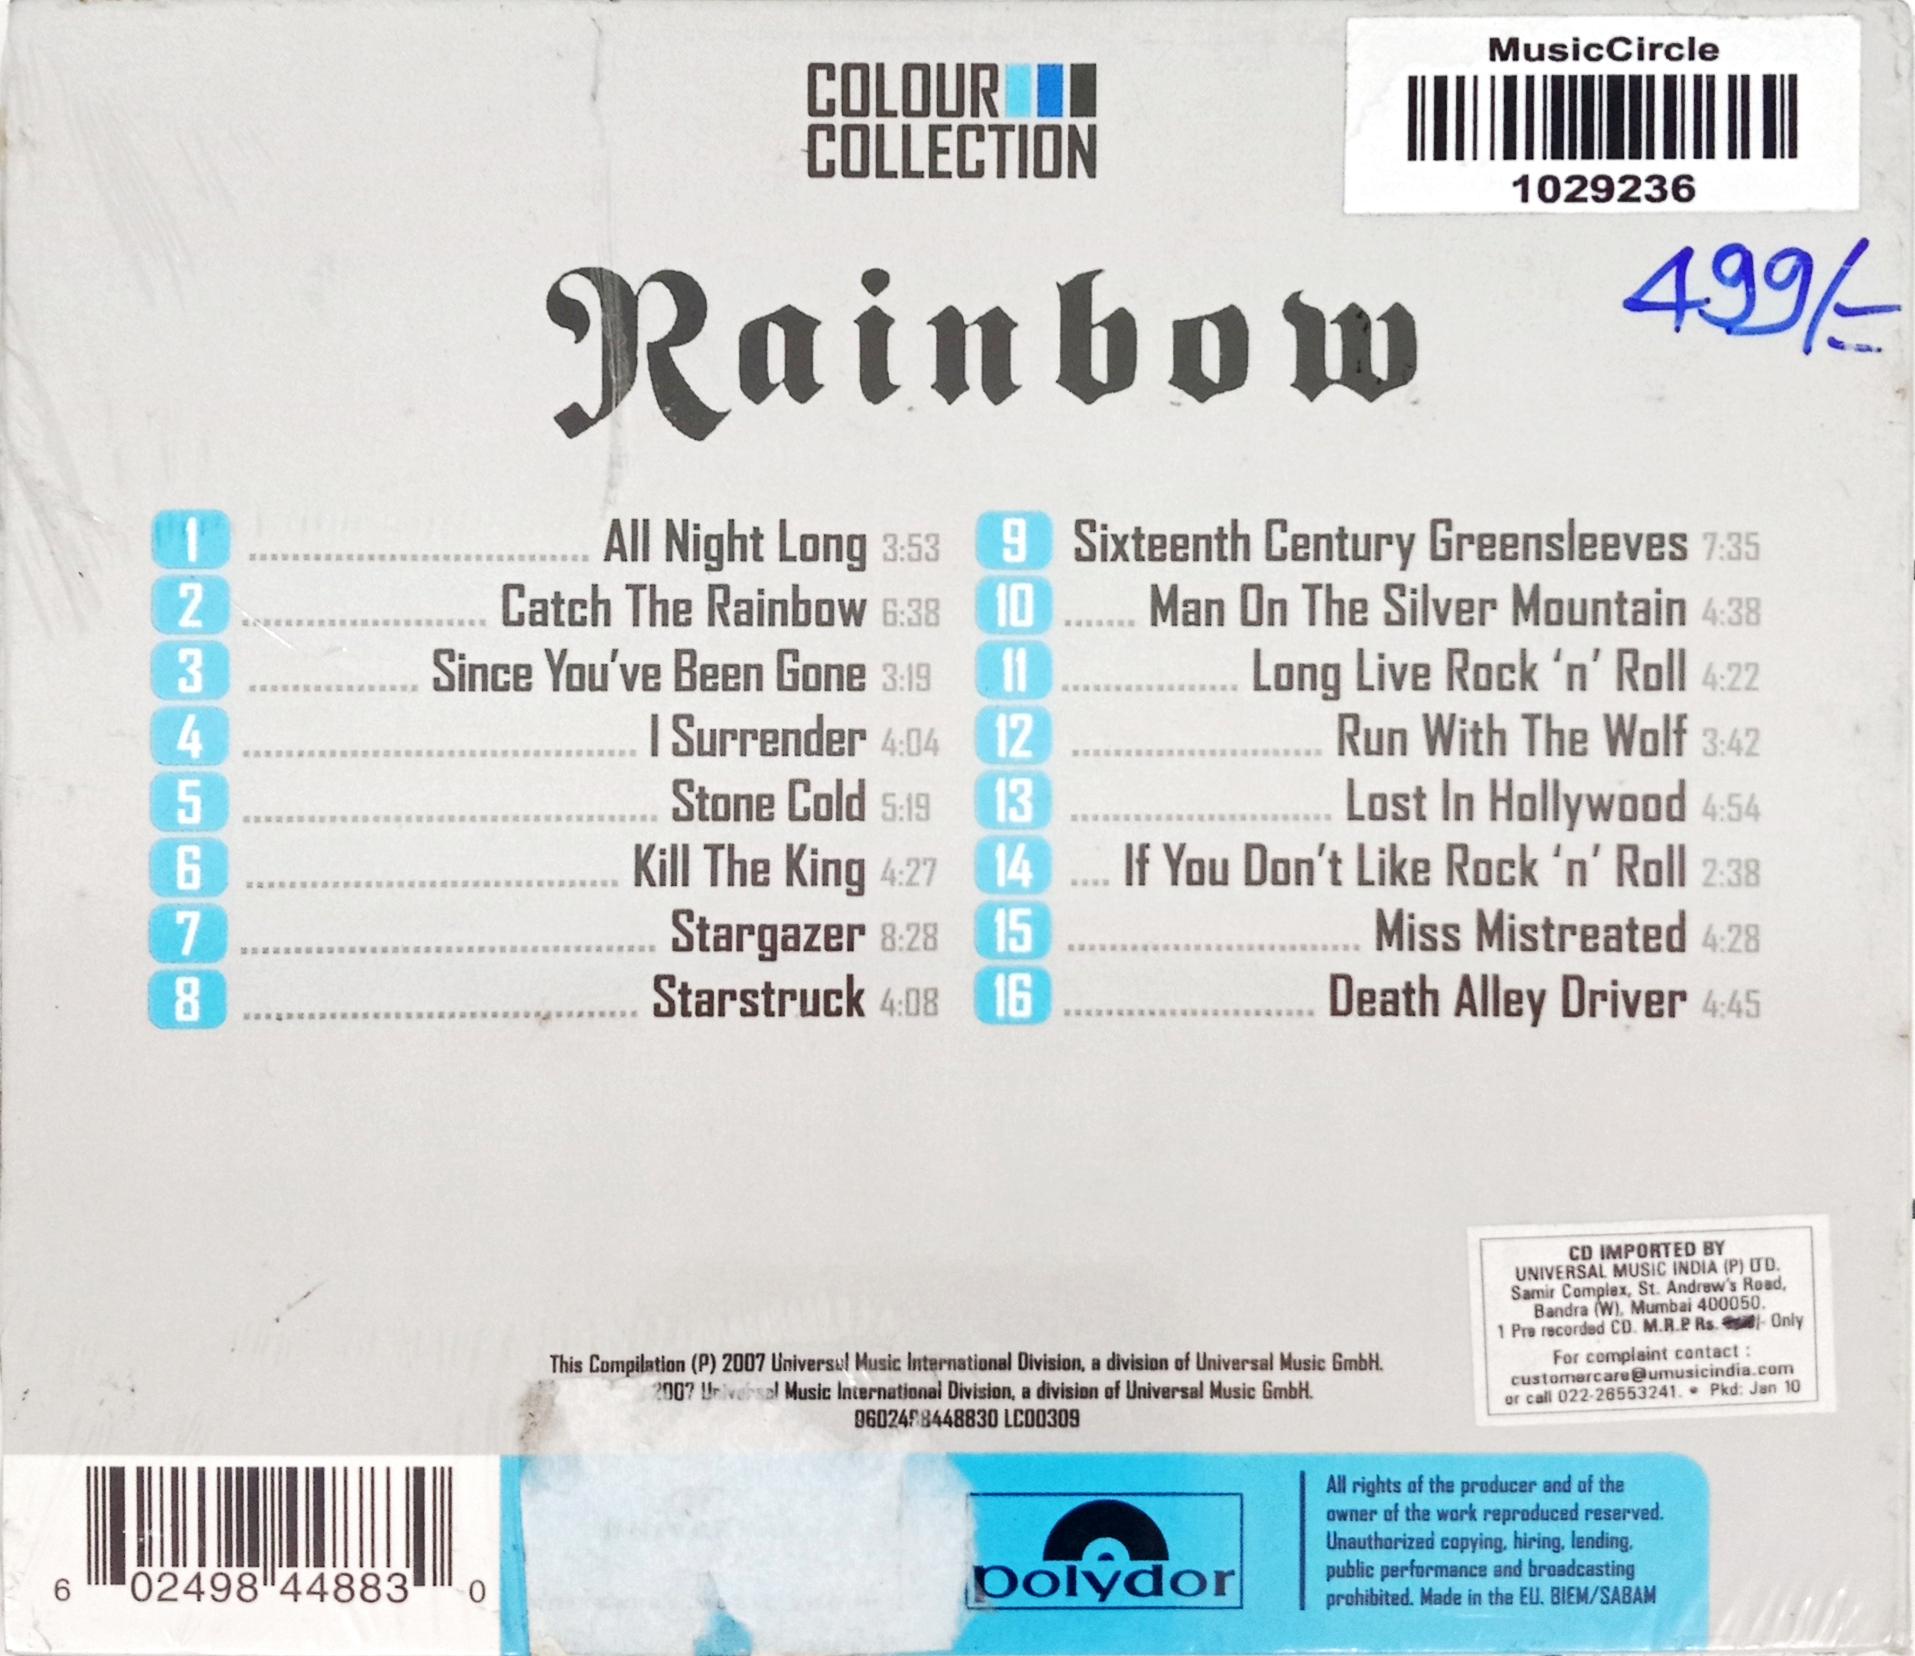 MusicCircle
1029236
499/-
COLOUR
COLLECTION
Rainbow
1 All Night Long 3:53
2 Catch The Rainbow 6:38
3 Since You've Been Gone 3:19
4 I Surrender 4:04
5 Stone Cold 5:19
6 Kill The King 4:27
7 Stargazer 8:28
8 Starstruck 4:08
9 Sixteenth Century Greensleeves 7:35
10 Man On The Silver Mountain 4:38
11 Long Live Rock 'n' Roll 4:22
12 Run With The Wolf 3:42
13 Lost In Hollywood 4:54
14 If You Don't Like Rock 'n' Roll 2:38
15 Miss Mistreated 4:28
16 Death Alley Driver 4:45
CD IMPORTED BY
UNIVERSAL MUSIC INDIA (P) LTD.
Samir Complex, St. Andrew's Road,
Bandra (W), Mumbai 400050.
1 Pre recorded CD. M.R.P. Rs. /- Only
For complaint contact :
customercare@umusicindia.com
or call 022-26553241. • Pkd: Jan 10
This Compilation (P) 2007 Universal Music International Division, a division of Universal Music GmbH.
2007 Universal Music International Division, a division of Universal Music GmbH.
0602498448830 LC00309
6 02498 44883 0
polydor
All rights of the producer and of the
owner of the work reproduced reserved.
Unauthorized copying, hiring, lending,
public performance and broadcasting
prohibited. Made in the EU. BIEM/SABAM